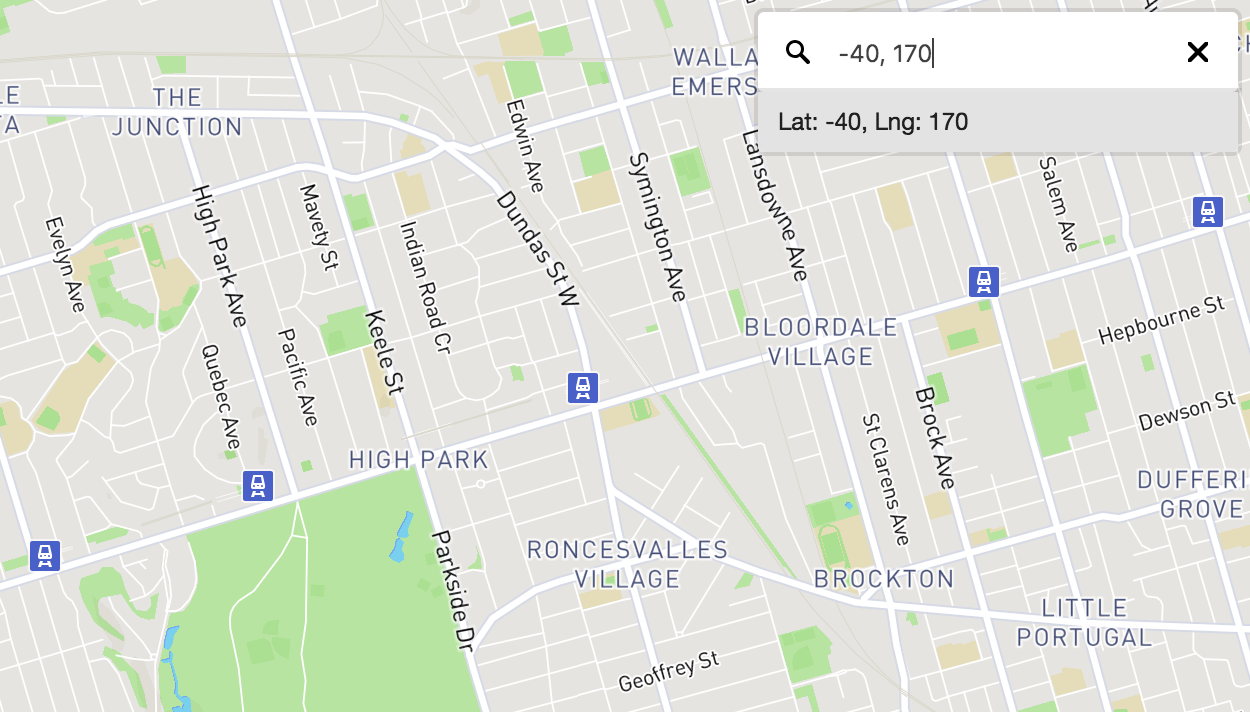 -40, 170
Lat: -40, Lng: 170
WALLA
EMERS
LE
TA
THE
JUNCTION
Edwin Ave
Symington Ave
Lansdowne Ave
Salem Ave
High Park Ave
Mavety St
Dundas St W
Evelyn Ave
Indian Road Cr
Hepbourne St
BLOORDALE
VILLAGE
Keele St
Pacific Ave
Quebec Ave
Brock Ave
Dewson St
St Clarens Ave
HIGH PARK
DUFFERI
GROVE
Parkside Dr
RONCESVALLES
VILLAGE
BROCKTON
LITTLE
PORTUGAL
Geoffrey St